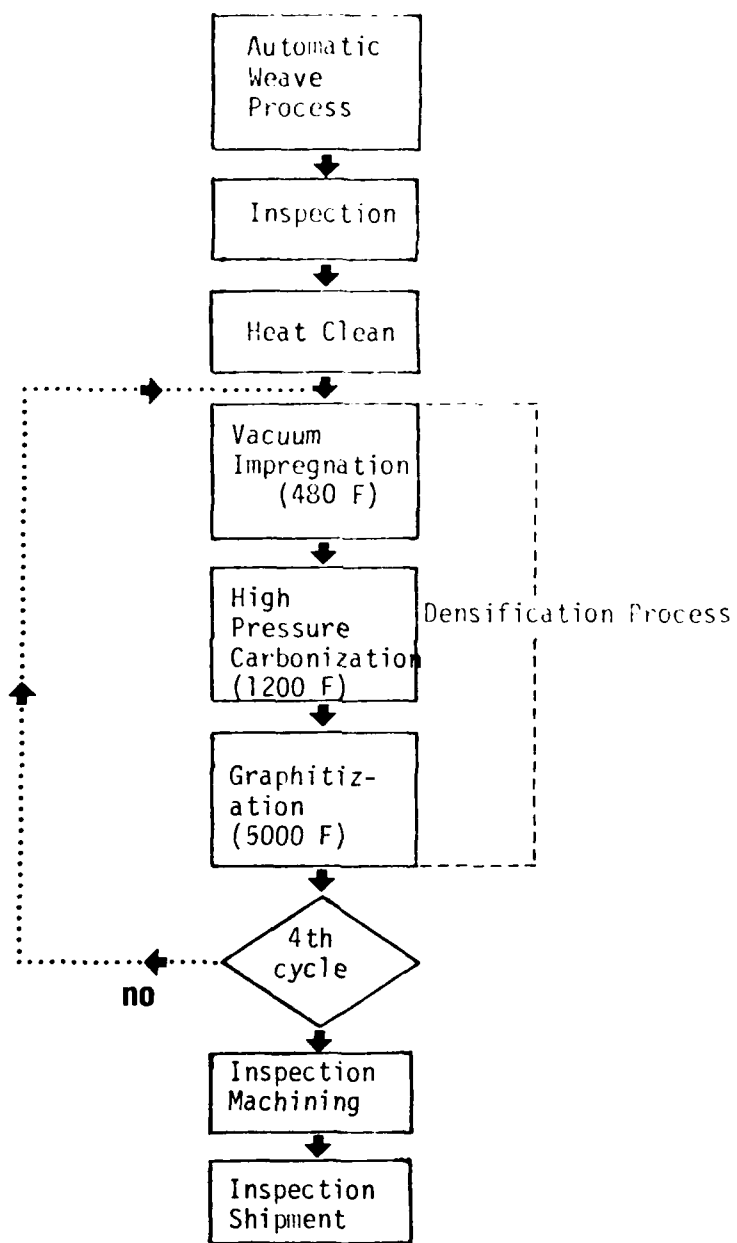 Automatic
Weave
Process
Inspection
Heat Clean
Vacuum
Impregnation
(480 F)
High
Pressure
Carbonization
(1200 F)
Densification Process
Graphitiz-
ation
(5000 F)
4th
cycle
no
Inspection
Machining
Inspection
Shipment